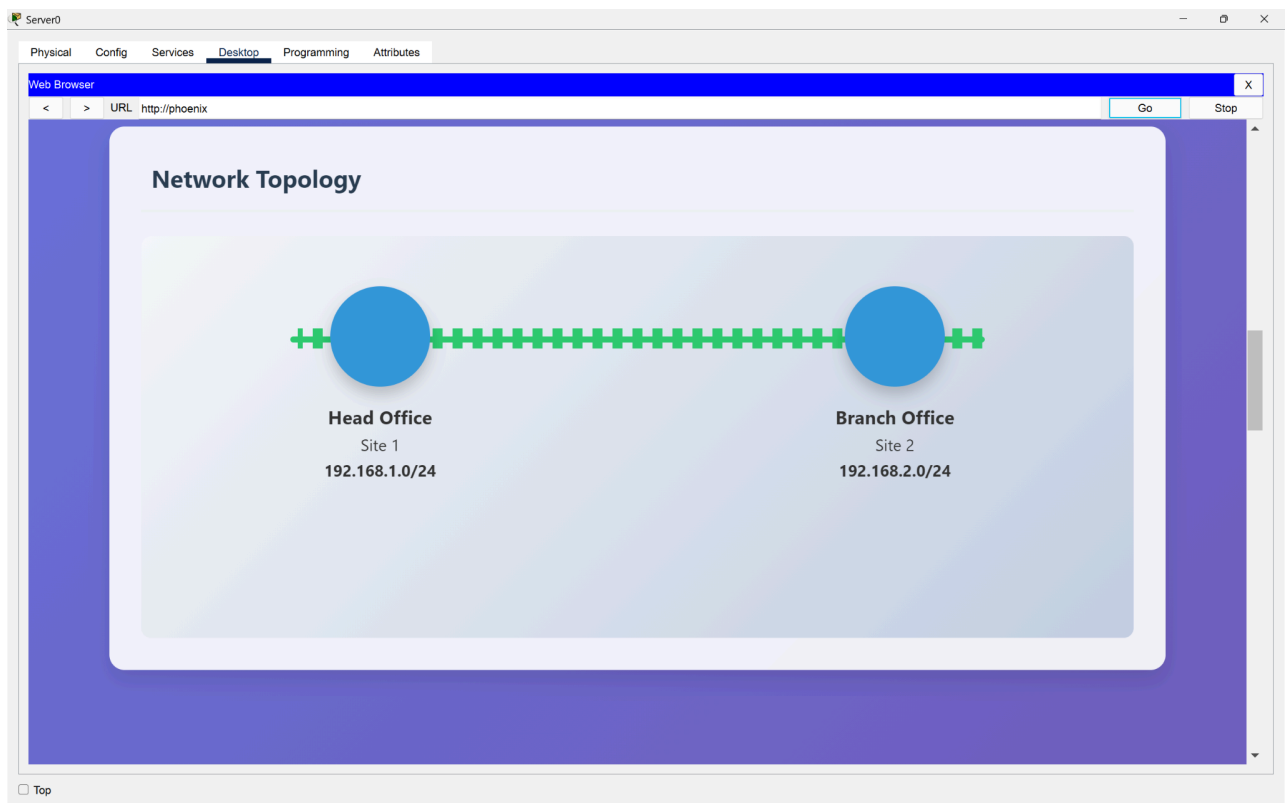 Server0
Physical Config Services Desktop Programming Attributes
Web Browser X
< > URL http://phoenix Go Stop
Network Topology
Head Office
Site 1
192.168.1.0/24
Branch Office
Site 2
192.168.2.0/24
Top